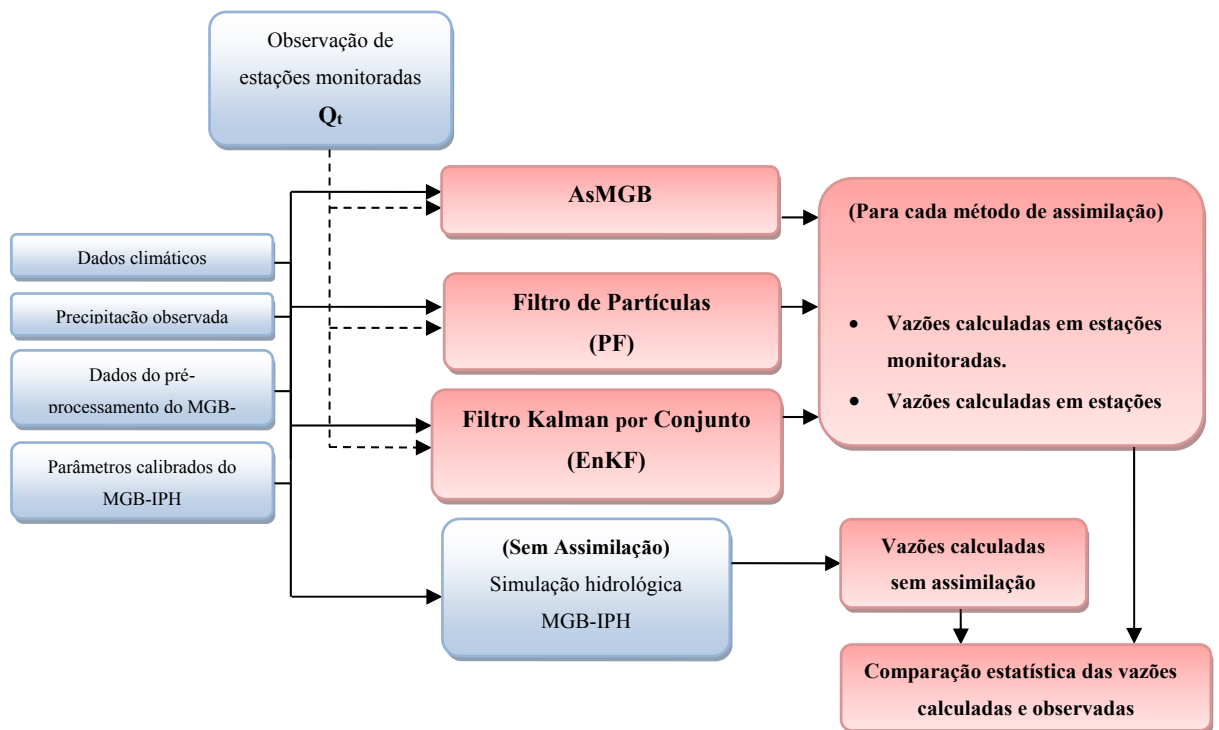 Observação de
estações monitoradas
Qt
AsMGB
(Para cada método de assimilação)
Dados climáticos
Filtro de Partículas
(PF)
Precipitação observada
• Vazões calculadas em estações
monitoradas.
Dados do pré-
processamento do MGB-
Filtro Kalman por Conjunto
(EnKF)
• Vazões calculadas em estações
Parâmetros calibrados do
MGB-IPH
(Sem Assimilação)
Simulação hidrológica
MGB-IPH
Vazões calculadas
sem assimilação
Comparação estatística das vazões
calculadas e observadas